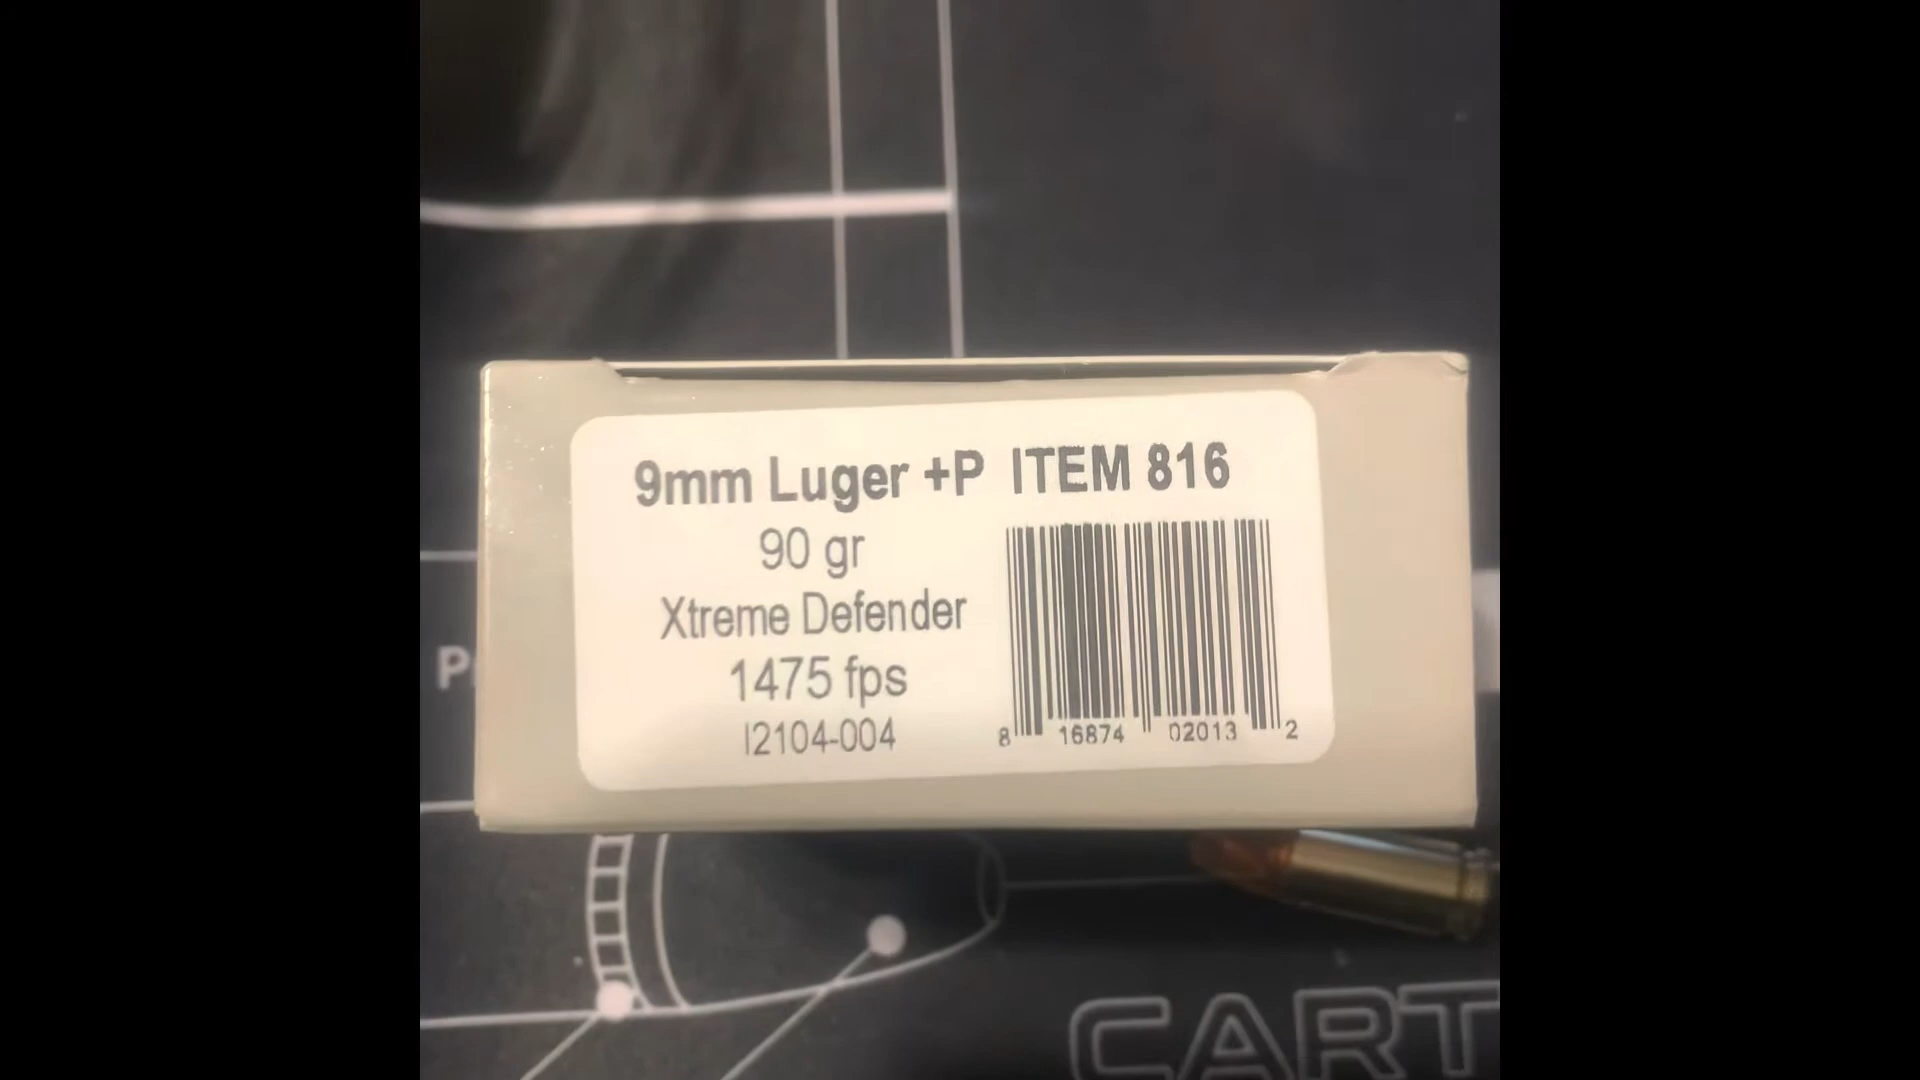 9mm Luger +P ITEM 816
90 gr
Xtreme Defender
1475 fps
I2104-004
8 16874 02013 2
P
CART